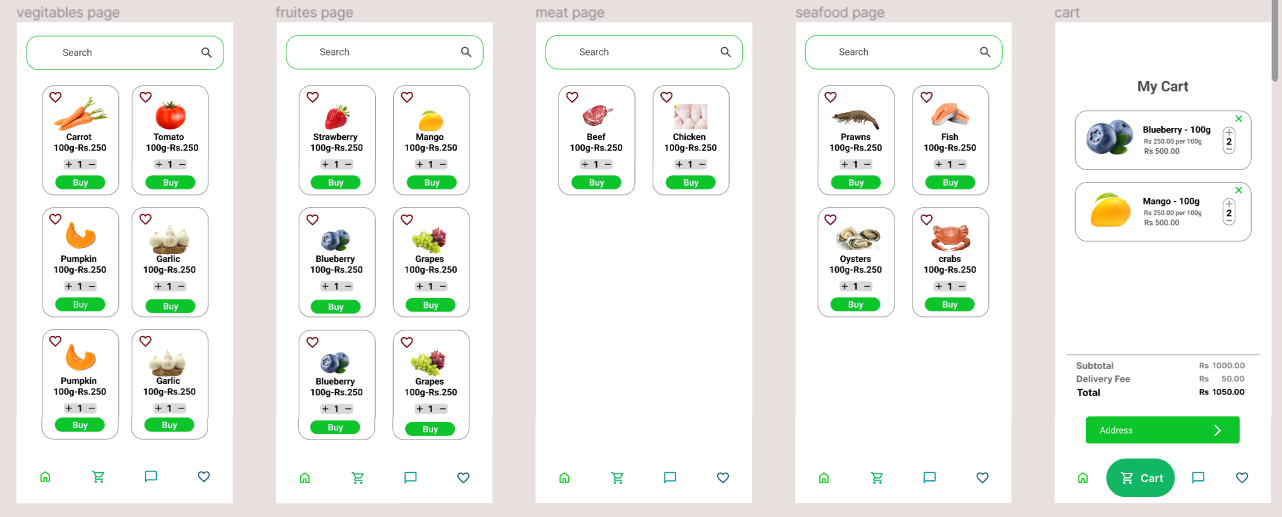 vegitables page
Search
Carrot
100g-Rs.250
+ 1 −
Buy
Tomato
100g-Rs.250
+ 1 −
Buy
Pumpkin
100g-Rs.250
+ 1 −
Buy
Garlic
100g-Rs.250
+ 1 −
Buy
Pumpkin
100g-Rs.250
+ 1 −
Buy
Garlic
100g-Rs.250
+ 1 −
Buy
fruites page
Search
Strawberry
100g-Rs.250
+ 1 −
Buy
Mango
100g-Rs.250
+ 1 −
Buy
Blueberry
100g-Rs.250
+ 1 −
Buy
Grapes
100g-Rs.250
+ 1 −
Buy
Blueberry
100g-Rs.250
+ 1 −
Buy
Grapes
100g-Rs.250
+ 1 −
Buy
meat page
Search
Beef
100g-Rs.250
+ 1 −
Buy
Chicken
100g-Rs.250
+ 1 −
Buy
seafood page
Search
Prawns
100g-Rs.250
+ 1 −
Buy
Fish
100g-Rs.250
+ 1 −
Buy
Oysters
100g-Rs.250
+ 1 −
Buy
crabs
100g-Rs.250
+ 1 −
Buy
cart
My Cart
Blueberry - 100g
Rs 250.00 per 100g
Rs 500.00
+
2
−
Mango - 100g
Rs 250.00 per 100g
Rs 500.00
+
2
−
Subtotal Rs 1000.00
Delivery Fee Rs 50.00
Total Rs 1050.00
Address
Cart